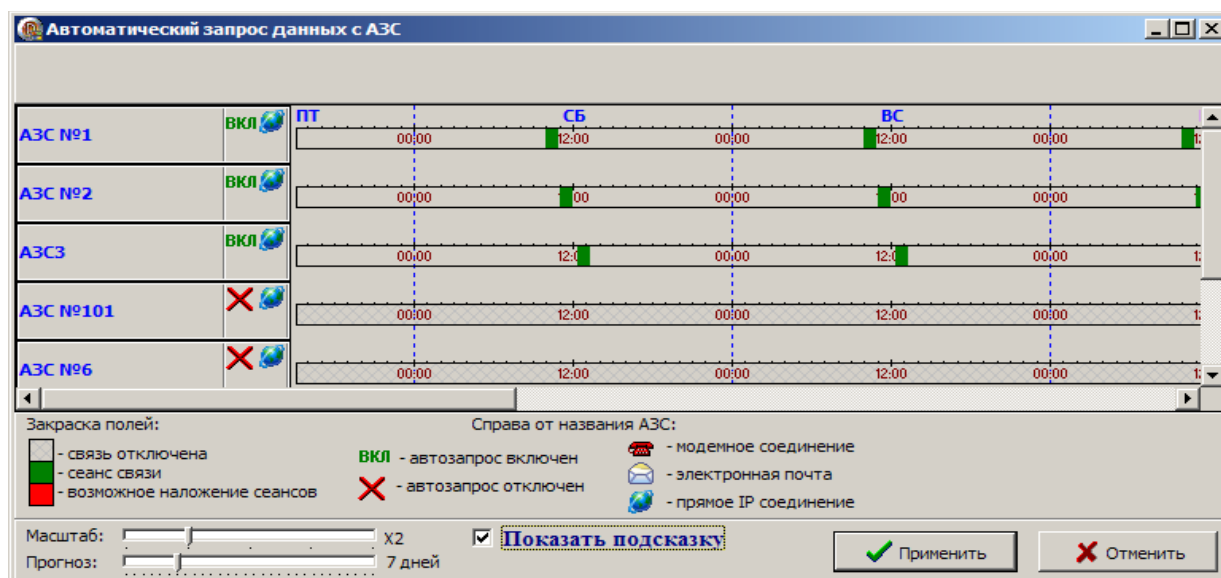 Автоматический запрос данных с АЗС
ПТ СБ ВС
АЗС №1 ВКЛ 00:00 12:00 00:00 12:00 00:00
АЗС №2 ВКЛ 00:00 00:00 00:00
АЗС3 ВКЛ 00:00 00:00 00:00
АЗС №101 00:00 12:00 00:00 12:00 00:00
АЗС №6 00:00 12:00 00:00 12:00 00:00
Закраска полей: Справа от названия АЗС:
- связь отключена
- сеанс связи
- возможное наложение сеансов
ВКЛ - автозапрос включен
- автозапрос отключен
- модемное соединение
- электронная почта
- прямое IP соединение
Масштаб: X2
Прогноз: 7 дней
Показать подсказку
Применить
Отменить